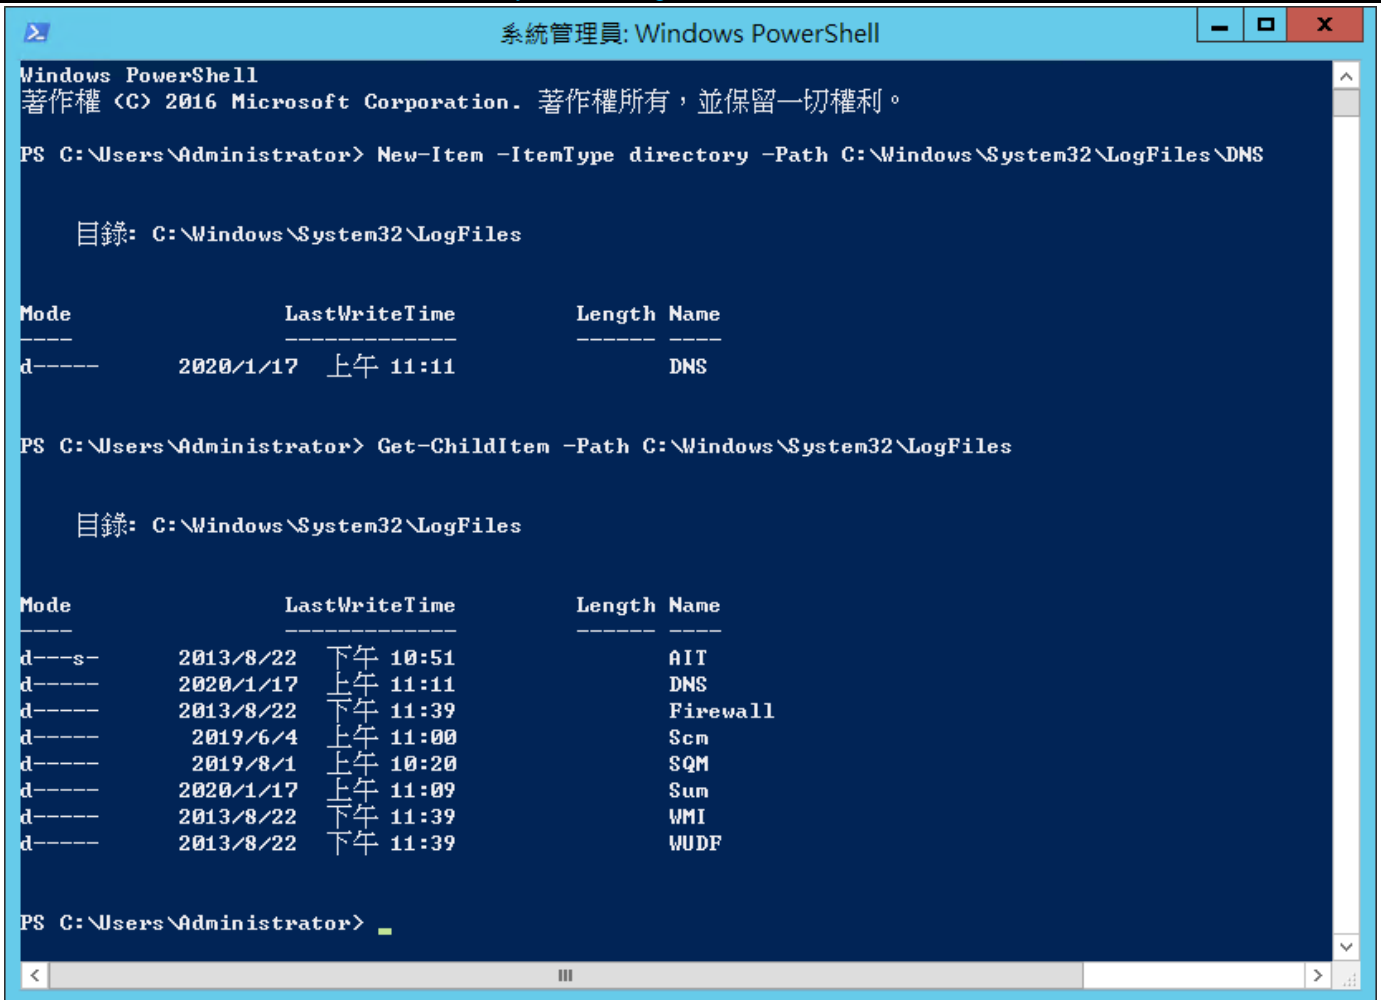 系統管理員: Windows PowerShell
Windows PowerShell
著作權 (C) 2016 Microsoft Corporation. 著作權所有，並保留一切權利。
PS C:\Users\Administrator> New-Item -ItemType directory -Path C:\Windows\System32\LogFiles\DNS
目錄: C:\Windows\System32\LogFiles
Mode                LastWriteTime         Length Name
----                -------------         ------ ----
d-----       2020/1/17  上午 11:11                DNS
PS C:\Users\Administrator> Get-ChildItem -Path C:\Windows\System32\LogFiles
目錄: C:\Windows\System32\LogFiles
Mode                LastWriteTime         Length Name
----                -------------         ------ ----
d---s-       2013/8/22  下午 10:51                AIT
d-----       2020/1/17  上午 11:11                DNS
d-----       2013/8/22  下午 11:39                Firewall
d-----        2019/6/4  上午 11:00                Scm
d-----        2019/8/1  上午 10:20                SQM
d-----       2020/1/17  上午 11:09                Sum
d-----       2013/8/22  下午 11:39                WMI
d-----       2013/8/22  下午 11:39                WUDF
PS C:\Users\Administrator>